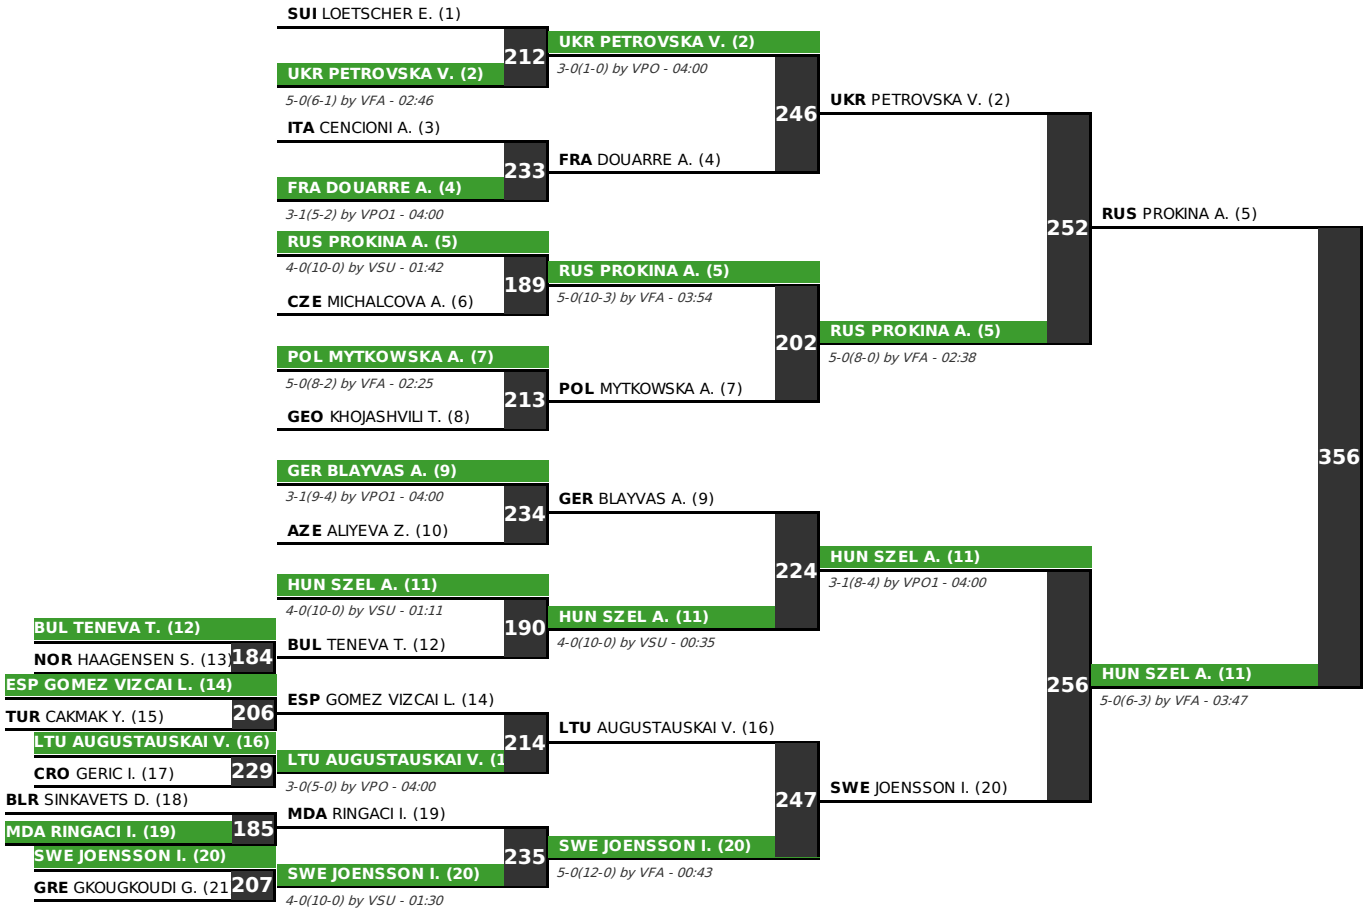 SUI LOETSCHER E. (1)
212
UKR PETROVSKA V. (2)
5-0(6-1) by VFA - 02:46
ITA CENCIONI A. (3)
233
FRA DOUARRE A. (4)
3-1(5-2) by VPO1 - 04:00
RUS PROKINA A. (5)
4-0(10-0) by VSU - 01:42
189
CZE MICHALCOVA A. (6)
POL MYTKOWSKA A. (7)
5-0(8-2) by VFA - 02:25
213
GEO KHOJASHVILI T. (8)
GER BLAYVAS A. (9)
3-1(9-4) by VPO1 - 04:00
234
AZE ALIYEVA Z. (10)
HUN SZEL A. (11)
4-0(10-0) by VSU - 01:11
190
BUL TENEVA T. (12)
BUL TENEVA T. (12)
NOR HAAGENSEN S. (13)
184
ESP GOMEZ VIZCAI L. (14)
TUR CAKMAK Y. (15)
206
LTU AUGUSTAUSKAI V. (16)
CRO GERIC I. (17)
229
BLR SINKAVETS D. (18)
MDA RINGACI I. (19)
185
SWE JOENSSON I. (20)
GRE GKOUGKOUDI G. (21
207
ESP GOMEZ VIZCAI L. (14)
214
LTU AUGUSTAUSKAI V. (1
3-0(5-0) by VPO - 04:00
MDA RINGACI I. (19)
235
SWE JOENSSON I. (20)
4-0(10-0) by VSU - 01:30
UKR PETROVSKA V. (2)
3-0(1-0) by VPO - 04:00
246
FRA DOUARRE A. (4)
RUS PROKINA A. (5)
5-0(10-3) by VFA - 03:54
202
POL MYTKOWSKA A. (7)
GER BLAYVAS A. (9)
224
HUN SZEL A. (11)
4-0(10-0) by VSU - 00:35
LTU AUGUSTAUSKAI V. (16)
247
SWE JOENSSON I. (20)
5-0(12-0) by VFA - 00:43
UKR PETROVSKA V. (2)
252
RUS PROKINA A. (5)
5-0(8-0) by VFA - 02:38
HUN SZEL A. (11)
3-1(8-4) by VPO1 - 04:00
256
SWE JOENSSON I. (20)
RUS PROKINA A. (5)
356
HUN SZEL A. (11)
5-0(6-3) by VFA - 03:47